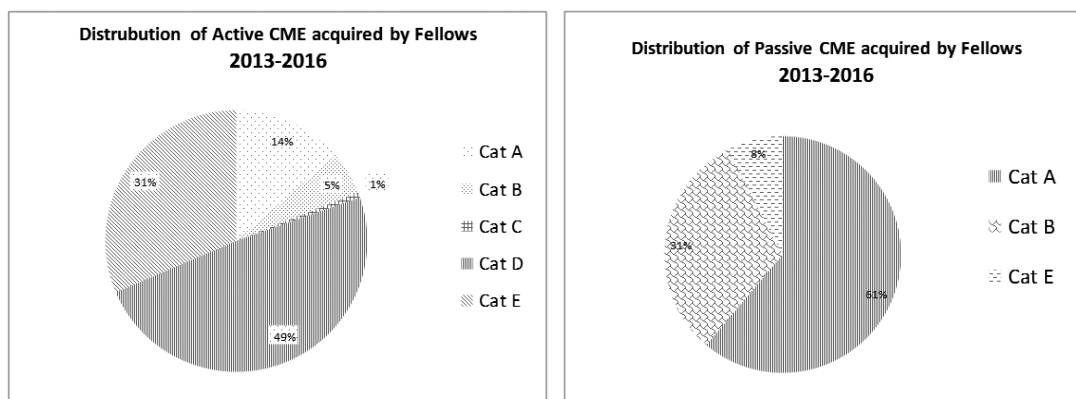 Distrubution of Active CME acquired by Fellows
2013-2016
14%
5%
1%
49%
31%
Cat A
Cat B
Cat C
Cat D
Cat E
Distribution of Passive CME acquired by Fellows
2013-2016
8%
31%
61%
Cat A
Cat B
Cat E